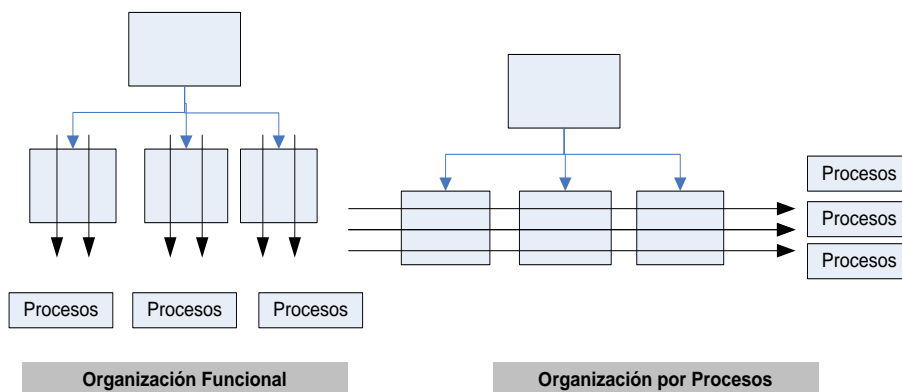 Procesos
Procesos
Procesos
Procesos
Procesos
Procesos
Organización Funcional
Organización por Procesos